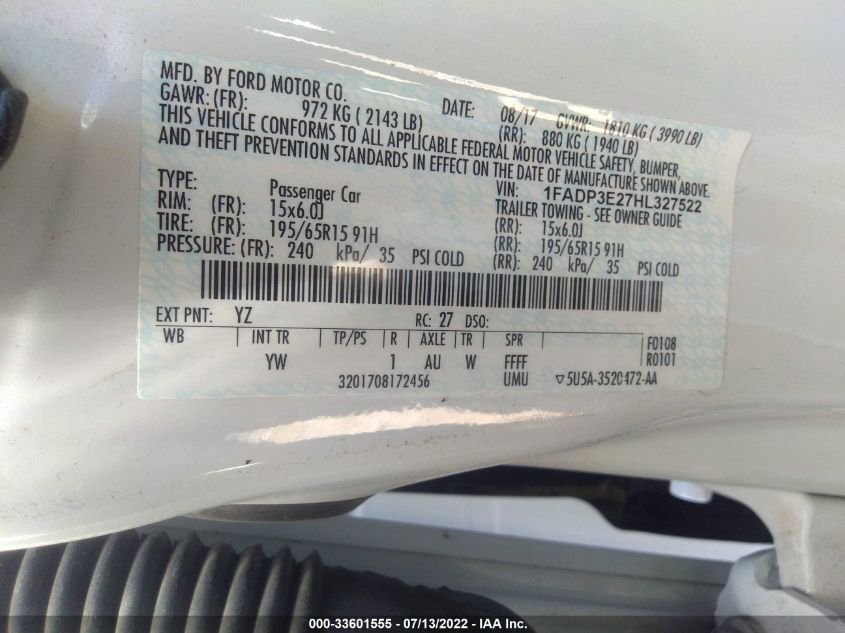 MFD. BY FORD MOTOR CO. DATE: 08/17 GVWR: 1810 KG ( 3990 LB)
GAWR: (FR): 972 KG ( 2143 LB) (RR): 880 KG ( 1940 LB)
THIS VEHICLE CONFORMS TO ALL APPLICABLE FEDERAL MOTOR VEHICLE SAFETY, BUMPER,
AND THEFT PREVENTION STANDARDS IN EFFECT ON THE DATE OF MANUFACTURE SHOWN ABOVE.
VIN: 1FADP3E27HL327522
TYPE: Passenger Car TRAILER TOWING - SEE OWNER GUIDE
RIM: (FR): 15x6.0J (RR): 15x6.0J
TIRE: (FR): 195/65R15 91H (RR): 195/65R15 91H
PRESSURE: (FR): 240 kPa/ 35 PSI COLD (RR): 240 kPa/ 35 PSI COLD
EXT PNT: YZ RC: 27 DSO:
WB INT TR TP/PS R AXLE TR SPR F0108
YW 1 AU W FFFF R0101
3201708172456 UMU ▽5U5A-3520472-AA
000-33601555 - 07/13/2022 - IAA Inc.